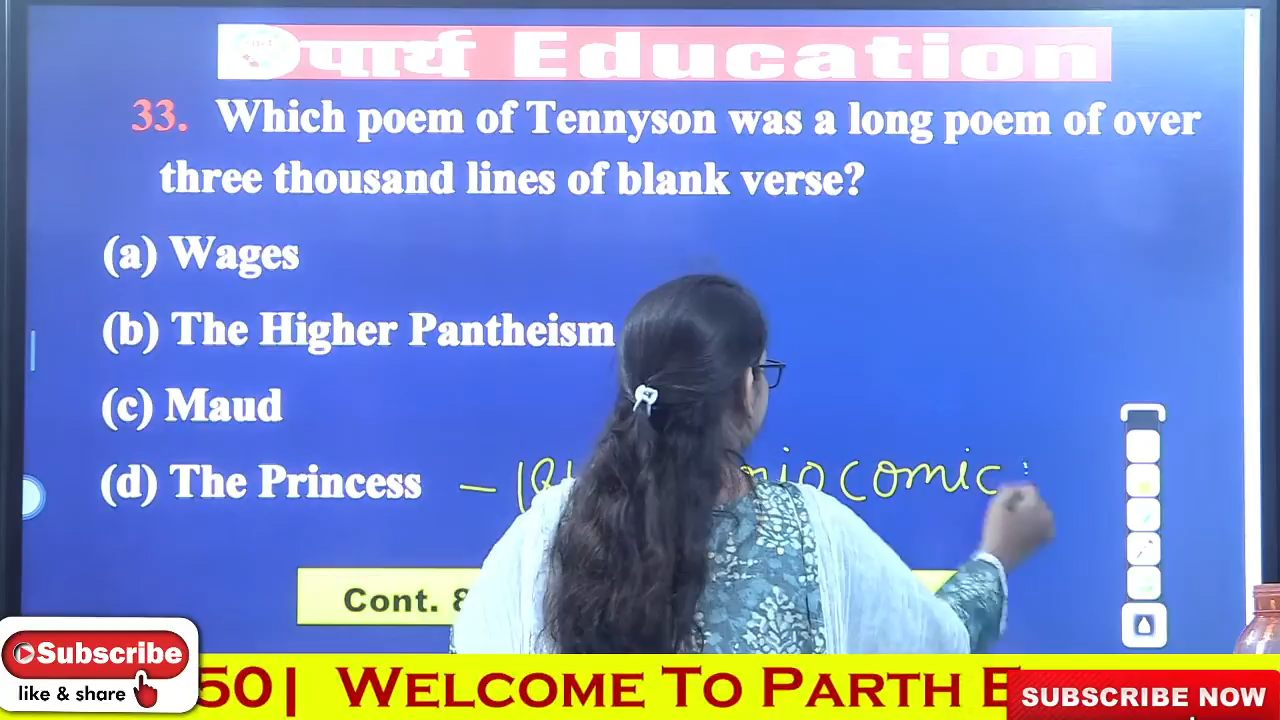 पार्थ Education
33. Which poem of Tennyson was a long poem of over
three thousand lines of blank verse?
(a) Wages
(b) The Higher Pantheism
(c) Maud
(d) The Princess – comic
Cont.
Subscribe
like & share
50| WELCOME TO PARTH
SUBSCRIBE NOW